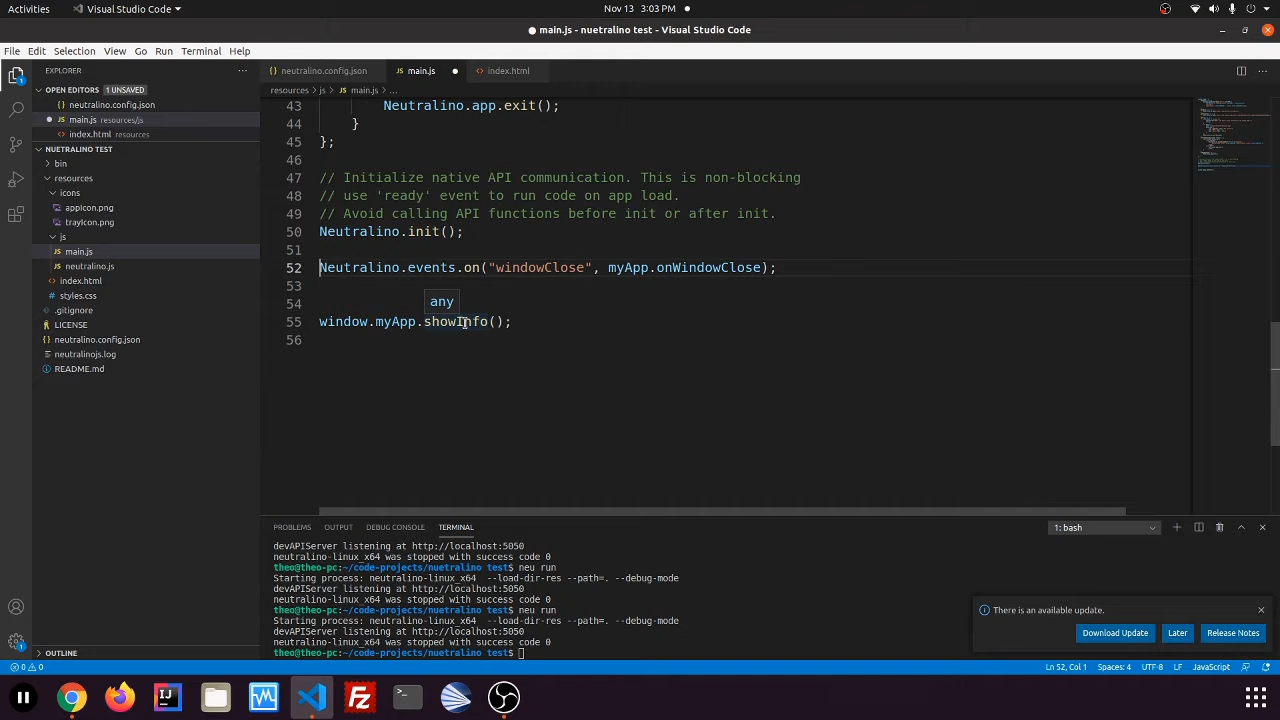 Activities
Visual Studio Code
Nov 13 3:03 PM
main.js - nuetralino test - Visual Studio Code
File Edit Selection View Go Run Terminal Help
EXPLORER
OPEN EDITORS 1 UNSAVED
neutralino.config.json
main.js resources/js
index.html resources
NUETRALINO TEST
bin
resources
icons
appIcon.png
trayIcon.png
js
main.js
neutralino.js
index.html
styles.css
.gitignore
LICENSE
neutralino.config.json
neutralinojs.log
README.md
OUTLINE
neutralino.config.json main.js index.html
resources > js > main.js > ...
43 Neutralino.app.exit();
44 }
45 };
46
47 // Initialize native API communication. This is non-blocking
48 // use 'ready' event to run code on app load.
49 // Avoid calling API functions before init or after init.
50 Neutralino.init();
51
52 Neutralino.events.on("windowClose", myApp.onWindowClose);
53
any
54
55 window.myApp.showInfo();
56
PROBLEMS OUTPUT DEBUG CONSOLE TERMINAL
1: bash
devAPIServer listening at http://localhost:5050
neutralino-linux_x64 was stopped with success code 0
theo@theo-pc:~/code-projects/nuetralino test$ neu run
Starting process: neutralino-linux_x64 --load-dir-res --path=. --debug-mode
devAPIServer listening at http://localhost:5050
neutralino-linux_x64 was stopped with success code 0
theo@theo-pc:~/code-projects/nuetralino test$ neu run
Starting process: neutralino-linux_x64 --load-dir-res --path=. --debug-mode
devAPIServer listening at http://localhost:5050
neutralino-linux_x64 was stopped with success code 0
theo@theo-pc:~/code-projects/nuetralino test$
There is an available update.
Download Update Later Release Notes
0 0
Ln 52, Col 1 Spaces: 4 UTF-8 LF JavaScript